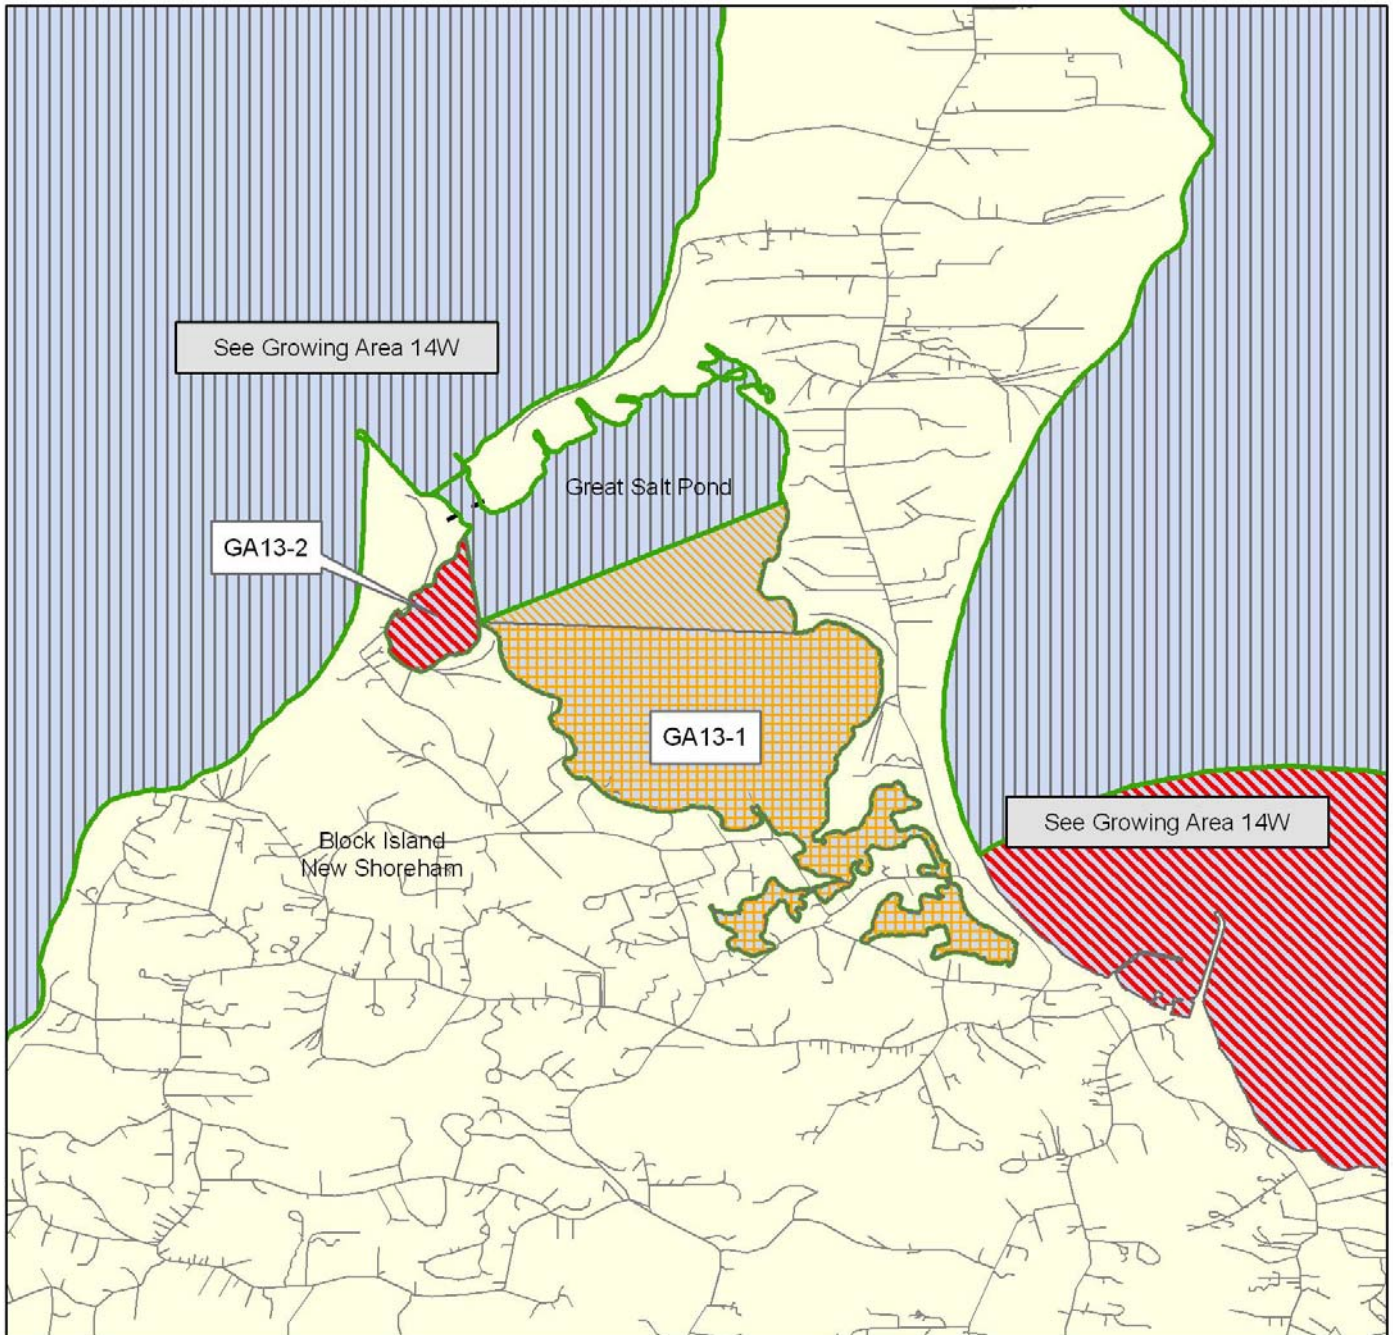 See Growing Area 14W
Great Salt Pond
GA13-2
GA13-1
See Growing Area 14W
Block Island
New Shoreham